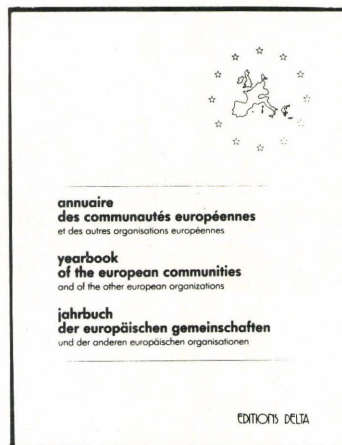 annuaire
des communautés européennes
et des autres organisations européennes
yearbook
of the european communities
and of the other european organizations
jahrbuch
der europäischen gemeinschaften
und der anderen europäischen organisationen
EDITIONS DELTA